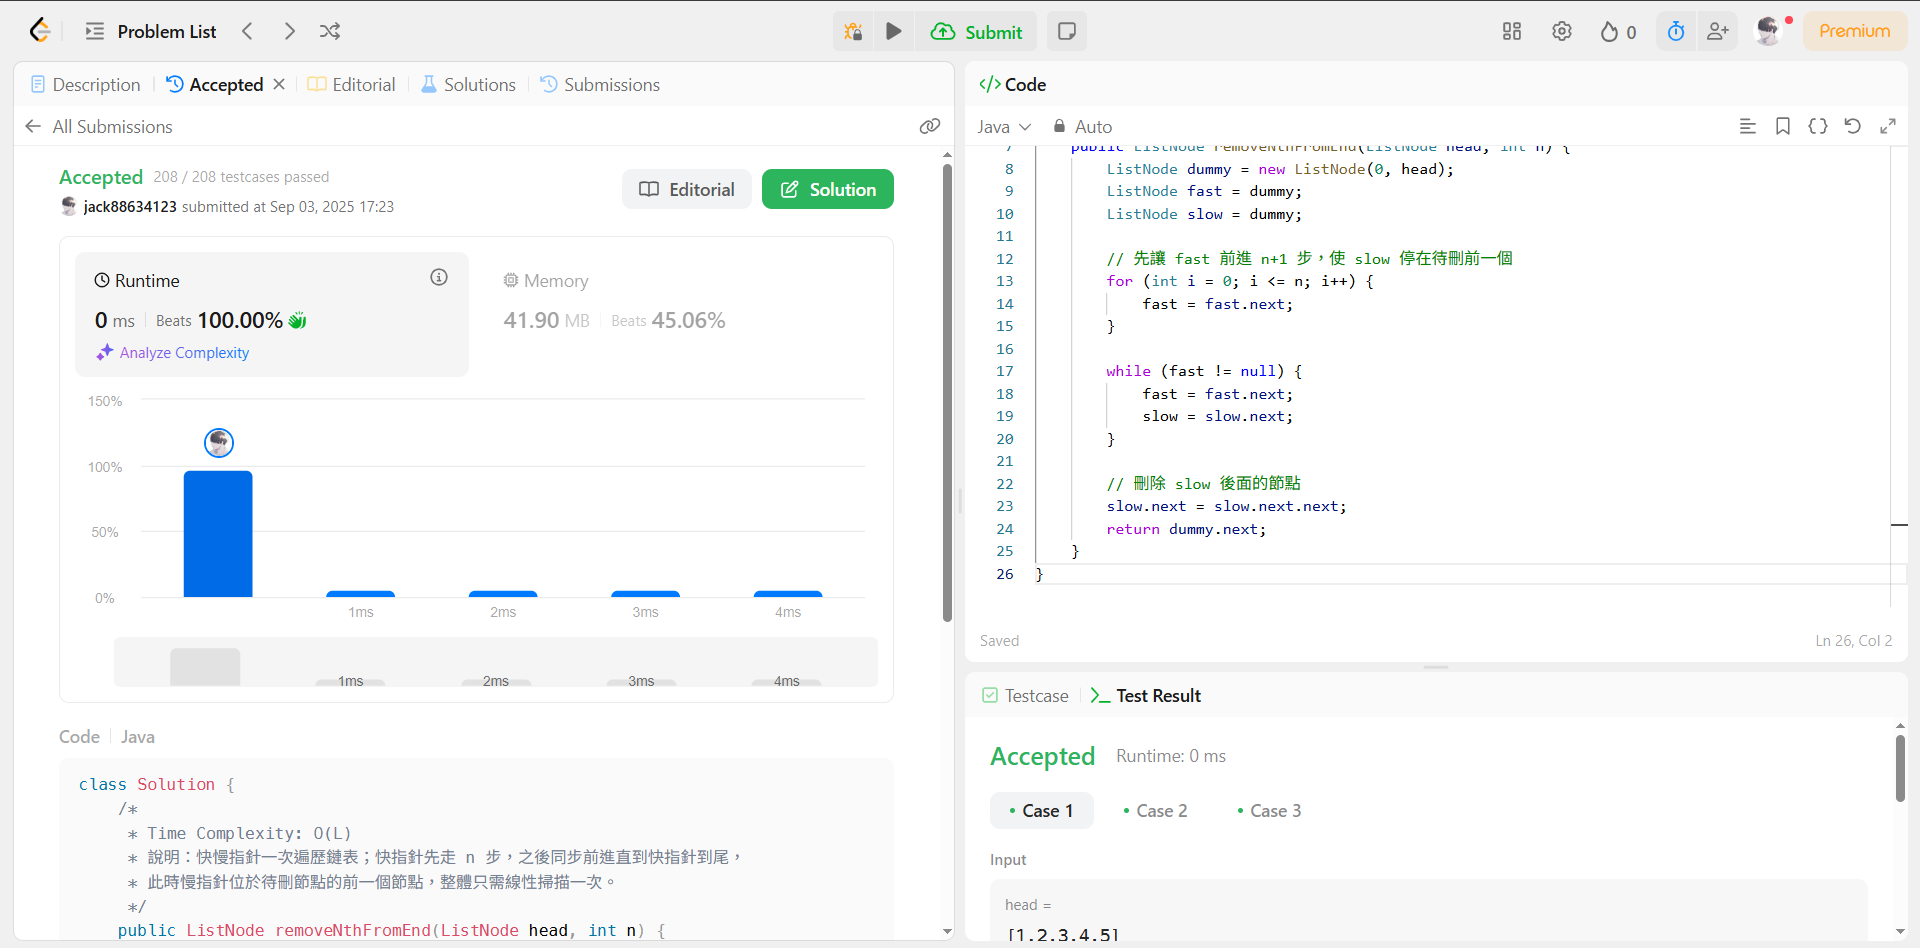 Problem List
Submit
0
Premium
Description
Accepted
Editorial
Solutions
Submissions
All Submissions
Accepted 208 / 208 testcases passed
jack88634123 submitted at Sep 03, 2025 17:23
Editorial
Solution
Runtime
0 ms Beats 100.00%
Analyze Complexity
Memory
41.90 MB Beats 45.06%
150%
100%
50%
0%
1ms 2ms 3ms 4ms
1ms 2ms 3ms 4ms
Code Java
class Solution {
/*
* Time Complexity: O(L)
* 說明：快慢指針一次遍歷鏈表；快指針先走 n 步，之後同步前進直到快指針到尾，
* 此時慢指針位於待刪節點的前一個節點，整體只需線性掃描一次。
*/
public ListNode removeNthFromEnd(ListNode head, int n) {
</> Code
Java
Auto
7 public ListNode removeNthFromEnd(ListNode head, int n) {
8 ListNode dummy = new ListNode(0, head);
9 ListNode fast = dummy;
10 ListNode slow = dummy;
11
12 // 先讓 fast 前進 n+1 步，使 slow 停在待刪前一個
13 for (int i = 0; i <= n; i++) {
14 fast = fast.next;
15 }
16
17 while (fast != null) {
18 fast = fast.next;
19 slow = slow.next;
20 }
21
22 // 刪除 slow 後面的節點
23 slow.next = slow.next.next;
24 return dummy.next;
25 }
26 }
Saved
Ln 26, Col 2
Testcase
Test Result
Accepted Runtime: 0 ms
Case 1
Case 2
Case 3
Input
head =
[1,2,3,4,5]